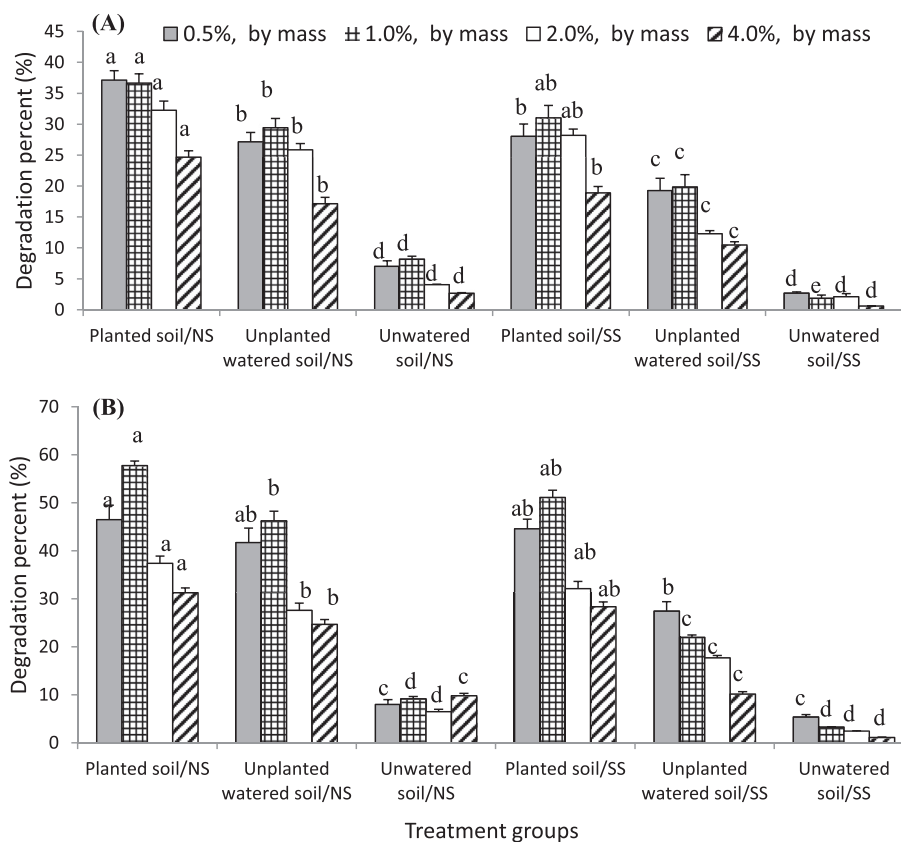 (A) 0.5%, by mass 1.0%, by mass 2.0%, by mass 4.0%, by mass
Degradation percent (%)
45
40
35
30
25
20
15
10
5
0
a a a a
b b b b
d d d d
b ab ab b
c c c c
d e d d
Planted soil/NS
Unplanted
watered soil/NS
Unwatered
soil/NS
Planted soil/SS
Unplanted
watered soil/SS
Unwatered
soil/SS
(B)
Degradation percent (%)
70
60
50
40
30
20
10
0
a a a a
ab b b b
c d d c
ab ab ab ab
b c c c
c d d d
Planted soil/NS
Unplanted
watered soil/NS
Unwatered
soil/NS
Planted soil/SS
Unplanted
watered soil/SS
Unwatered
soil/SS
Treatment groups